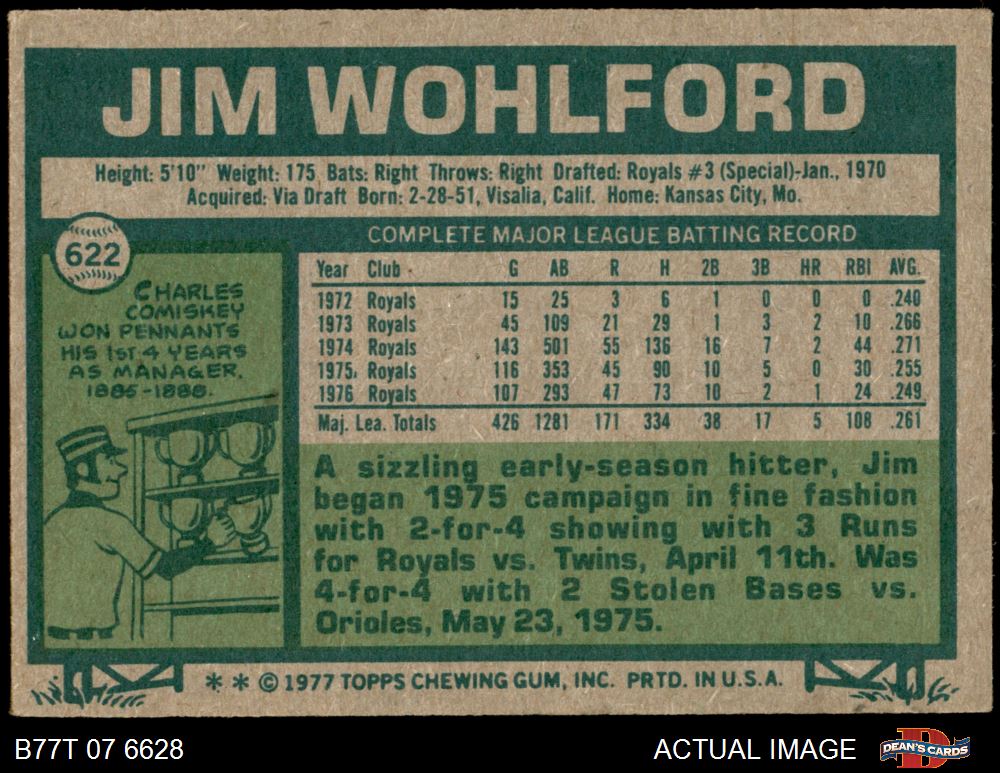 JIM WOHLFORD
Height: 5'10" Weight: 175 Bats: Right Throws: Right Drafted: Royals #3 (Special)-Jan., 1970
Acquired: Via Draft Born: 2-28-51, Visalia, Calif. Home: Kansas City, Mo.
622
CHARLES
COMISKEY
WON PENNANTS
HIS 1ST 4 YEARS
AS MANAGER.
1885-1888.
COMPLETE MAJOR LEAGUE BATTING RECORD
Year Club G AB R H 2B 3B HR RBI AVG.
1972 Royals 15 25 3 6 1 0 0 0 .240
1973 Royals 45 109 21 29 1 3 2 10 .266
1974 Royals 143 501 55 136 16 7 2 44 .271
1975 Royals 116 353 45 90 10 5 0 30 .255
1976 Royals 107 293 47 73 10 2 1 24 .249
Maj. Lea. Totals 426 1281 171 334 38 17 5 108 .261
A sizzling early-season hitter, Jim
began 1975 campaign in fine fashion
with 2-for-4 showing with 3 Runs
for Royals vs. Twins, April 11th. Was
4-for-4 with 2 Stolen Bases vs.
Orioles, May 23, 1975.
* * © 1977 TOPPS CHEWING GUM, INC. PRTD. IN U.S.A.
B77T 07 6628
ACTUAL IMAGE
DEAN'S CARDS